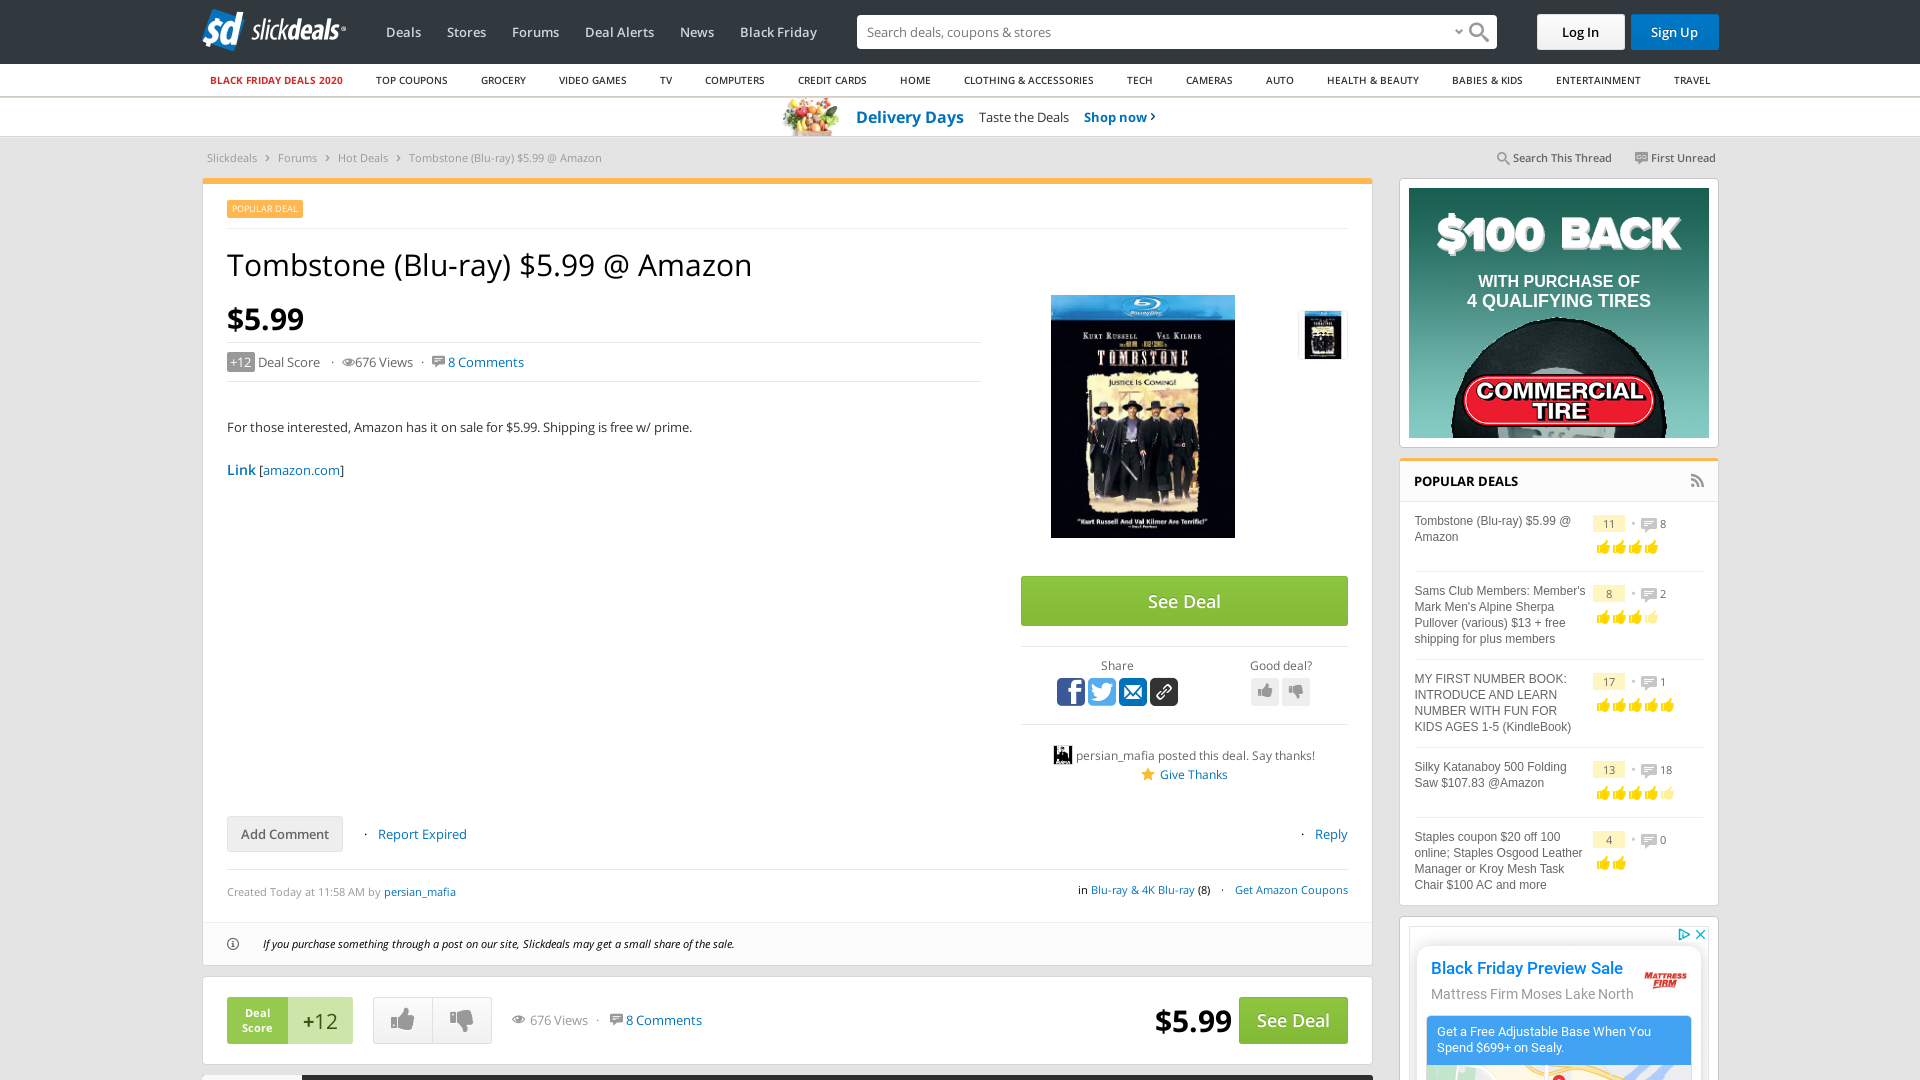 slickdeals
Deals
Stores
Forums
Deal Alerts
News
Black Friday
Search deals, coupons & stores
Log In
Sign Up
BLACK FRIDAY DEALS 2020
TOP COUPONS
GROCERY
VIDEO GAMES
TV
COMPUTERS
CREDIT CARDS
HOME
CLOTHING & ACCESSORIES
TECH
CAMERAS
AUTO
HEALTH & BEAUTY
BABIES & KIDS
ENTERTAINMENT
TRAVEL
Delivery Days Taste the Deals Shop now
Slickdeals > Forums > Hot Deals > Tombstone (Blu-ray) $5.99 @ Amazon
Search This Thread
First Unread
POPULAR DEAL
Tombstone (Blu-ray) $5.99 @ Amazon
$5.99
+12 Deal Score · 676 Views · 8 Comments
For those interested, Amazon has it on sale for $5.99. Shipping is free w/ prime.
Link [amazon.com]
KURT RUSSELL VAL KILMER
TOMBSTONE
JUSTICE IS COMING!
"Kurt Russell And Val Kilmer Are Terrific!"
See Deal
Share
Good deal?
persian_mafia posted this deal. Say thanks!
Give Thanks
Add Comment · Report Expired
· Reply
Created Today at 11:58 AM by persian_mafia
in Blu-ray & 4K Blu-ray (8) · Get Amazon Coupons
If you purchase something through a post on our site, Slickdeals may get a small share of the sale.
Deal
Score
+12
676 Views · 8 Comments
$5.99
See Deal
$100 BACK
WITH PURCHASE OF
4 QUALIFYING TIRES
COMMERCIAL
TIRE
POPULAR DEALS
Tombstone (Blu-ray) $5.99 @
Amazon
11 · 8
Sams Club Members: Member's
Mark Men's Alpine Sherpa
Pullover (various) $13 + free
shipping for plus members
8 · 2
MY FIRST NUMBER BOOK:
INTRODUCE AND LEARN
NUMBER WITH FUN FOR
KIDS AGES 1-5 (KindleBook)
17 · 1
Silky Katanaboy 500 Folding
Saw $107.83 @Amazon
13 · 18
Staples coupon $20 off 100
online; Staples Osgood Leather
Manager or Kroy Mesh Task
Chair $100 AC and more
4 · 0
Black Friday Preview Sale
Mattress Firm Moses Lake North
MATTRESS
FIRM
Get a Free Adjustable Base When You
Spend $699+ on Sealy.